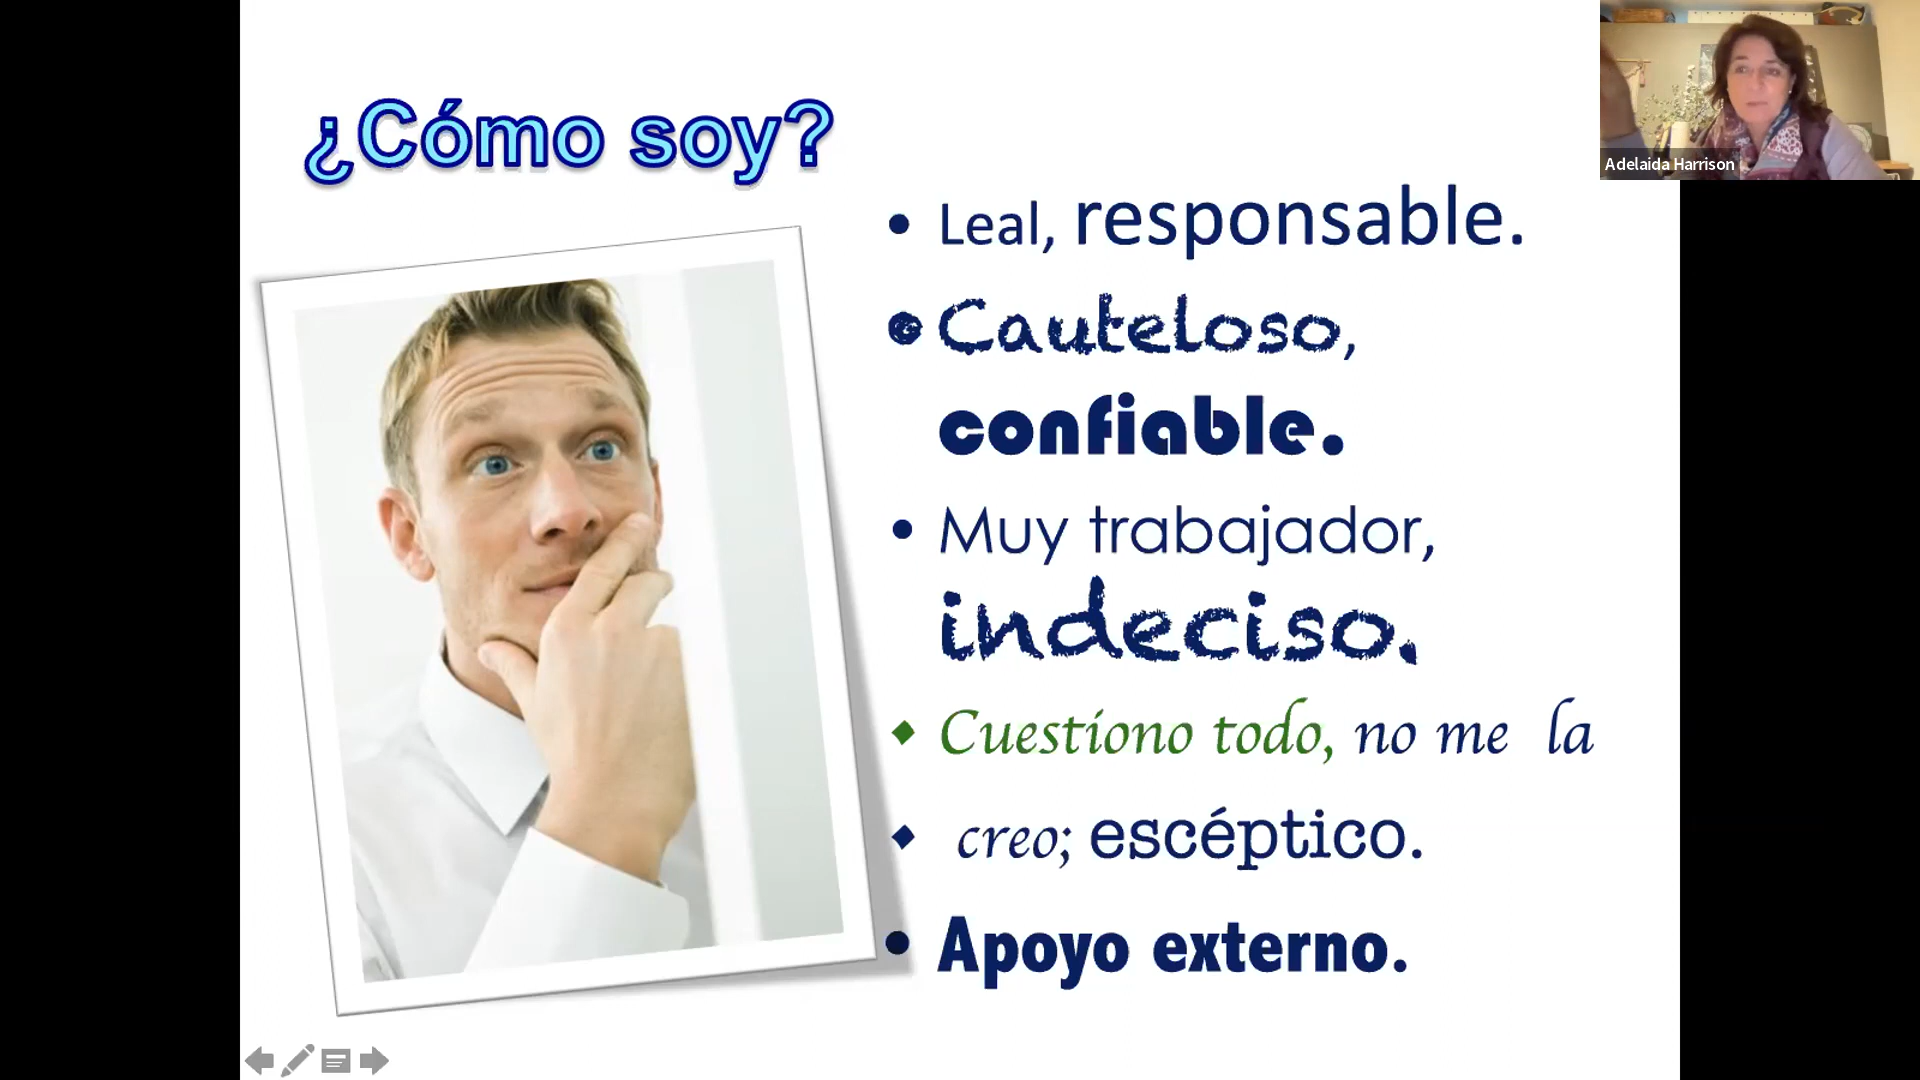 ¿Cómo soy?
Adelaida Harrison
• Leal, responsable.
• Cauteloso,
confiable.
• Muy trabajador,
indeciso.
◆ Cuestiono todo, no me la
◆ creo; escéptico.
• Apoyo externo.